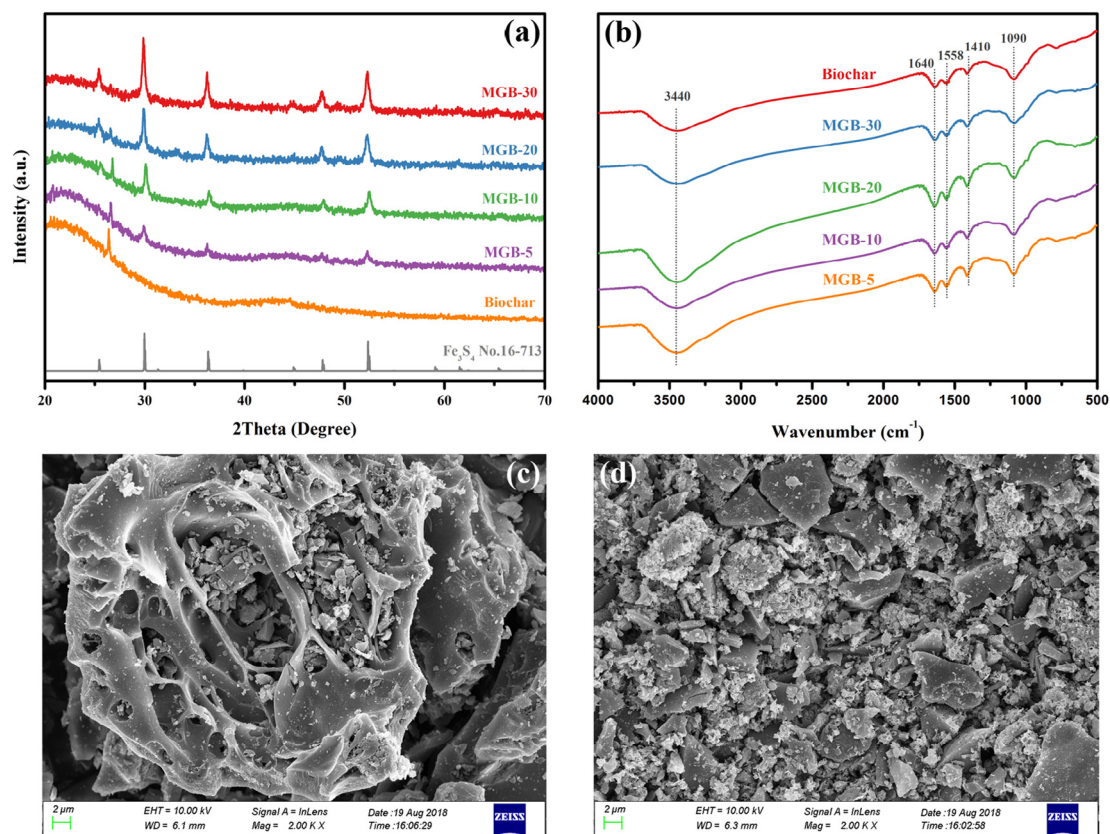 (a)
MGB-30
MGB-20
MGB-10
MGB-5
Biochar
Fe₃S₄ No.16-713
Intensity (a.u.)
20 30 40 50 60 70
2Theta (Degree)
(b)
1640 1558 1410 1090
3440
Biochar
MGB-30
MGB-20
MGB-10
MGB-5
4000 3500 3000 2500 2000 1500 1000 500
Wavenumber (cm⁻¹)
(c)
2 µm EHT = 10.00 kV Signal A = InLens Date :19 Aug 2018 ZEISS
WD = 6.1 mm Mag = 2.00 K X Time :16:06:29
(d)
2 µm EHT = 10.00 kV Signal A = InLens Date :19 Aug 2018 ZEISS
WD = 6.3 mm Mag = 2.00 K X Time :16:02:58